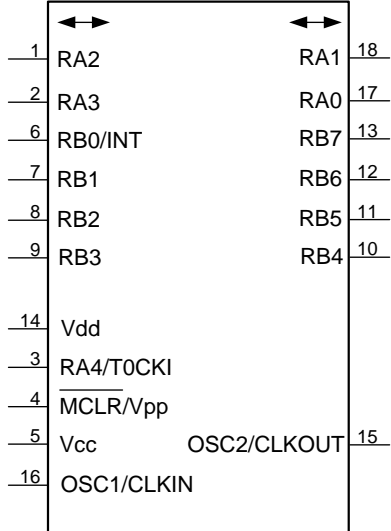 1 RA2 RA1 18
2 RA3 RA0 17
6 RB0/INT RB7 13
7 RB1 RB6 12
8 RB2 RB5 11
9 RB3 RB4 10
14 Vdd
3 RA4/T0CKI
4 MCLR/Vpp
5 Vcc OSC2/CLKOUT 15
16 OSC1/CLKIN